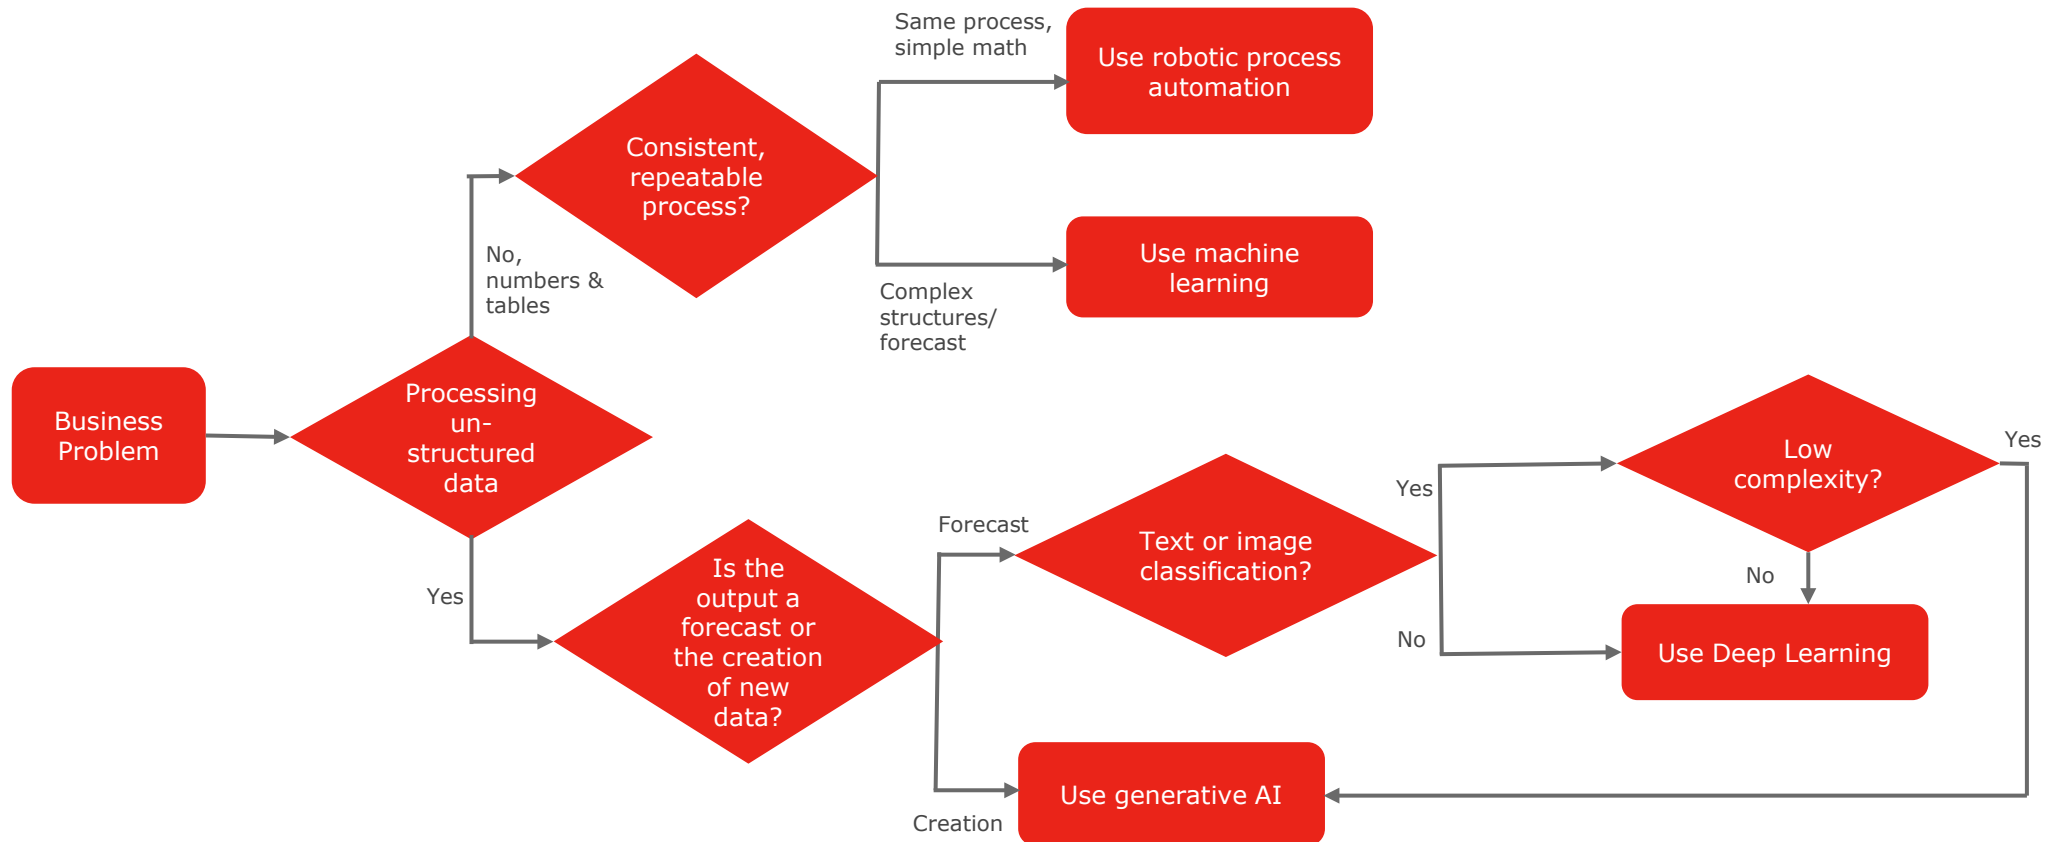 Same process,
simple math
Use robotic process
automation
Consistent,
repeatable
process?
No,
numbers &
tables
Use machine
learning
Complex
structures/
forecast
Business
Problem
Processing
un-
structured
data
Yes
Is the
output a
forecast or
the creation
of new
data?
Forecast
Text or image
classification?
Yes
No
Low
complexity?
Yes
No
Use Deep Learning
Creation
Use generative AI